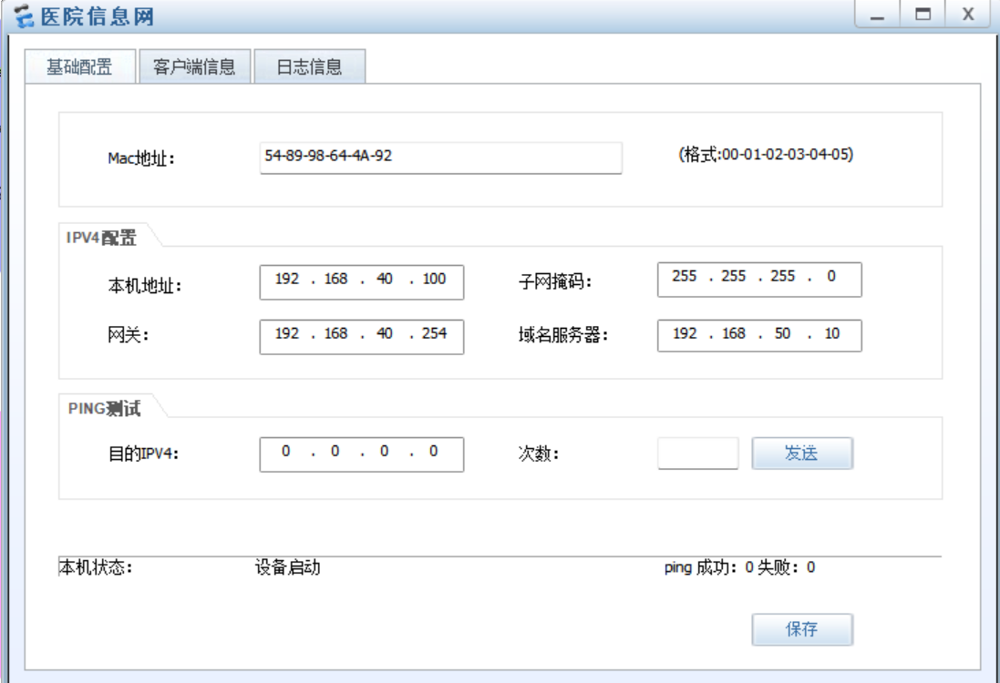 医院信息网
基础配置 客户端信息 日志信息
Mac地址: 54-89-98-64-4A-92 (格式:00-01-02-03-04-05)
IPV4配置
本机地址: 192 . 168 . 40 . 100 子网掩码: 255 . 255 . 255 . 0
网关: 192 . 168 . 40 . 254 域名服务器: 192 . 168 . 50 . 10
PING测试
目的IPV4: 0 . 0 . 0 . 0 次数: 发送
本机状态: 设备启动 ping 成功: 0 失败: 0
保存